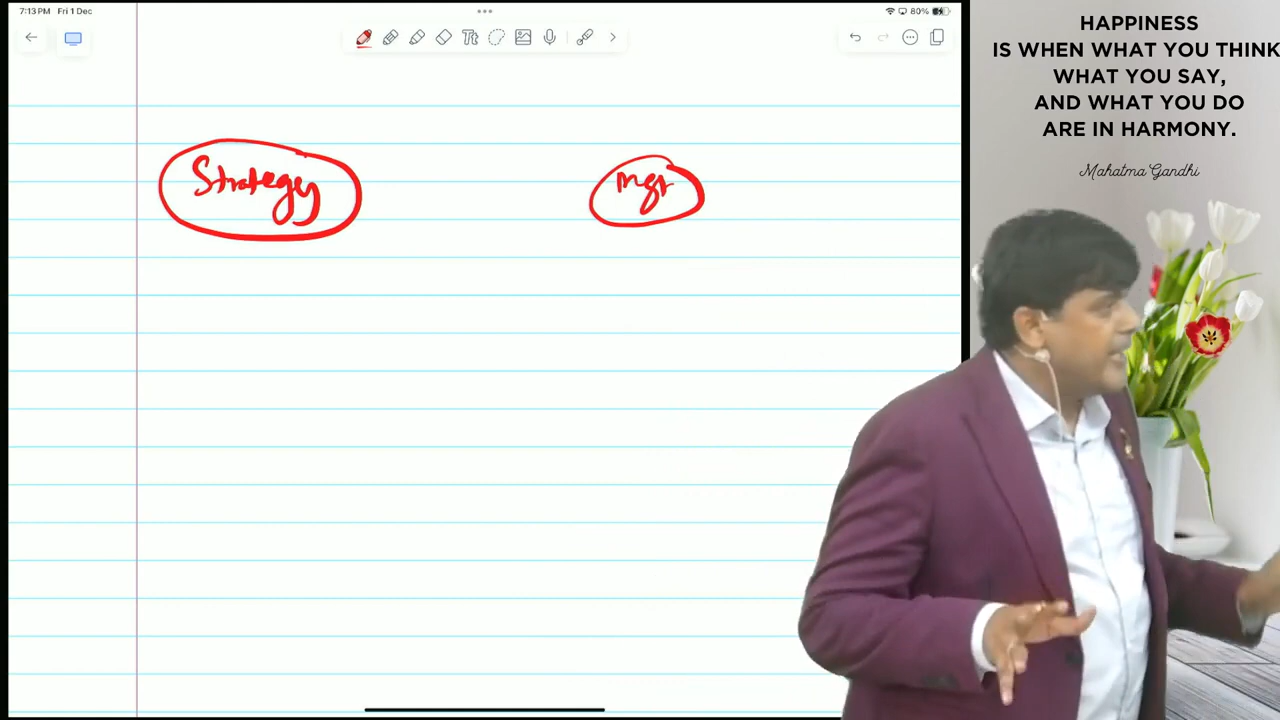 7:13 PM Fri 1 Dec
80%
Tt
Strategy
Mgt
HAPPINESS
IS WHEN WHAT YOU THINK
WHAT YOU SAY,
AND WHAT YOU DO
ARE IN HARMONY.
Mahatma Gandhi